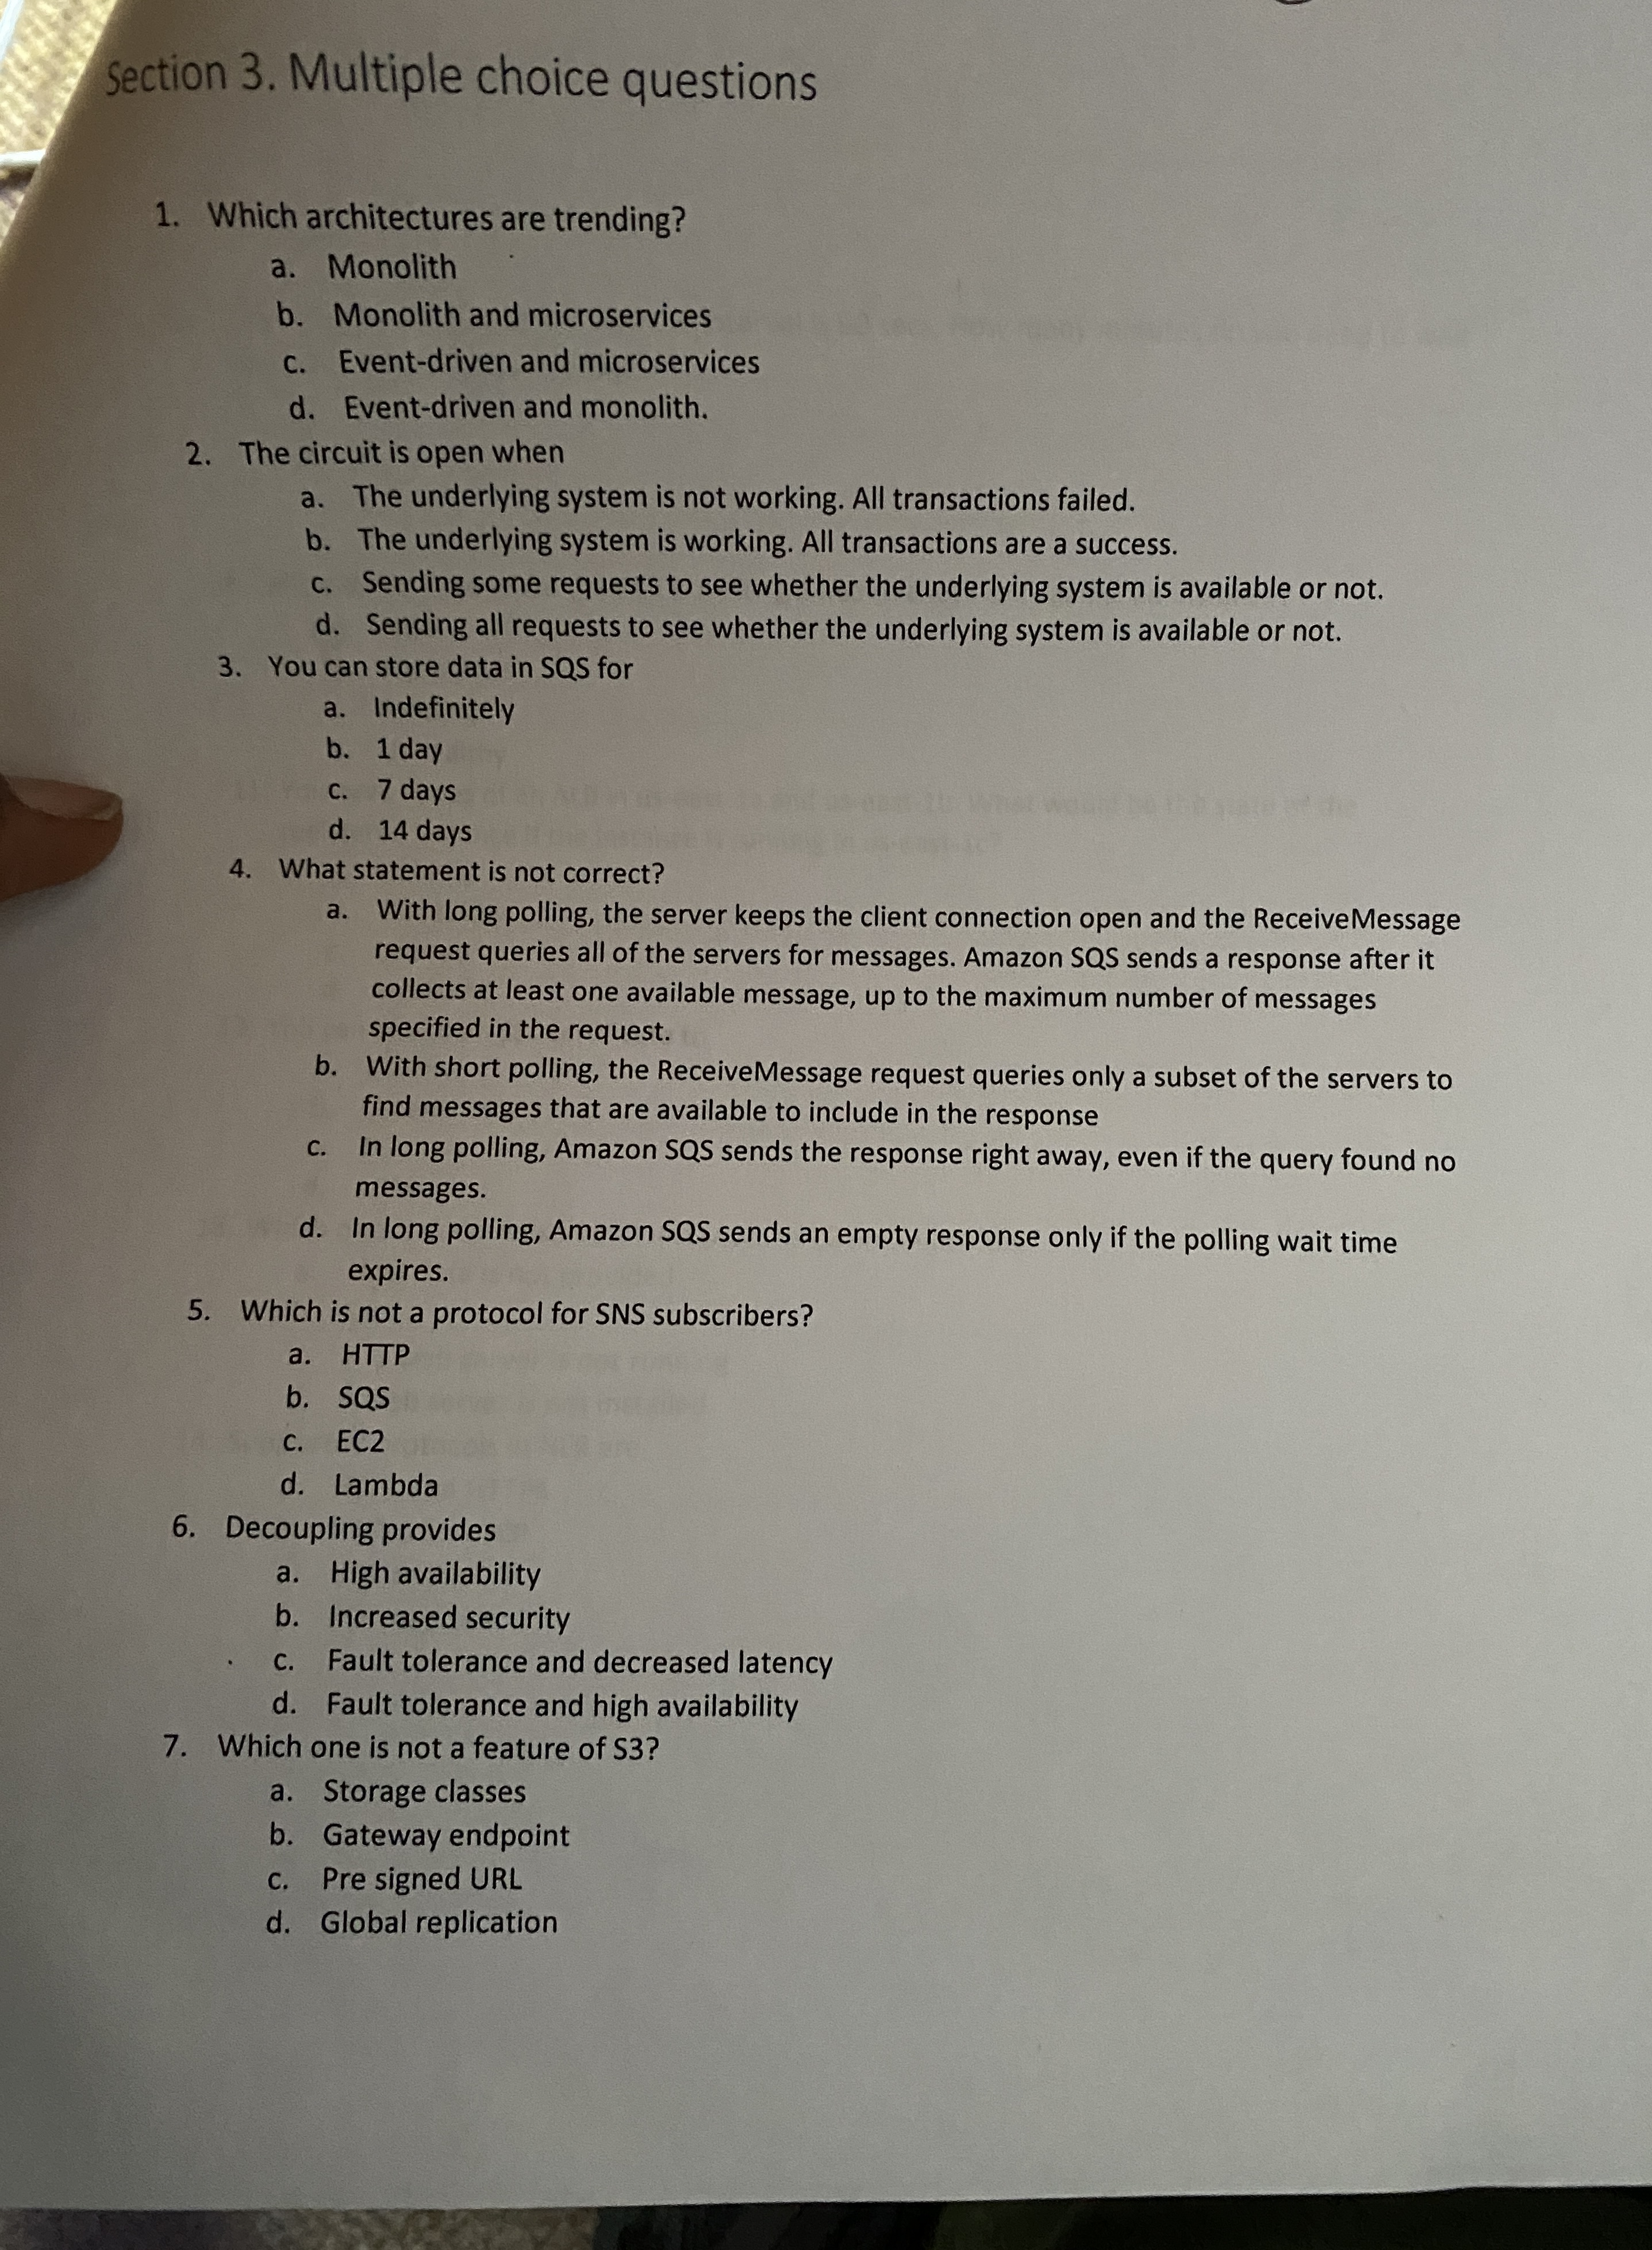 Section 3. Multiple choice questions
1. Which architectures are trending?
a. Monolith
b. Monolith and microservices
c. Event-driven and microservices
d. Event-driven and monolith.
2. The circuit is open when
a. The underlying system is not working. All transactions failed.
b. The underlying system is working. All transactions are a success.
c. Sending some requests to see whether the underlying system is available or not.
d. Sending all requests to see whether the underlying system is available or not.
3. You can store data in SQS for
a. Indefinitely
b. 1 day
c. 7 days
d. 14 days
4. What statement is not correct?
a. With long polling, the server keeps the client connection open and the ReceiveMessage
request queries all of the servers for messages. Amazon SQS sends a response after it
collects at least one available message, up to the maximum number of messages
specified in the request.
b. With short polling, the ReceiveMessage request queries only a subset of the servers to
find messages that are available to include in the response
c. In long polling, Amazon SQS sends the response right away, even if the query found no
messages.
d. In long polling, Amazon SQS sends an empty response only if the polling wait time
expires.
5. Which is not a protocol for SNS subscribers?
a. HTTP
b. SQS
c. EC2
d. Lambda
6. Decoupling provides
a. High availability
b. Increased security
c. Fault tolerance and decreased latency
d. Fault tolerance and high availability
7. Which one is not a feature of S3?
a. Storage classes
b. Gateway endpoint
c. Pre signed URL
d. Global replication